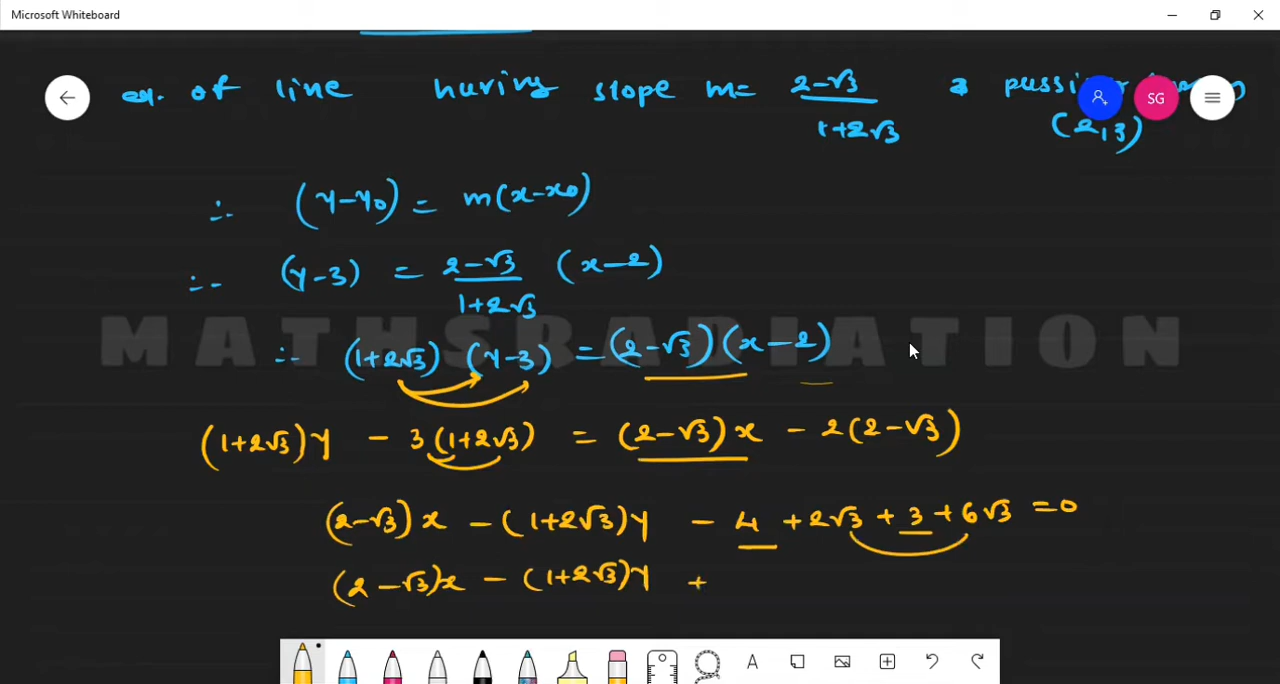 Microsoft Whiteboard
eq. of line having slope m= 2-√3 / 1+2√3 & (2,3)
SG
∴ (y-y0) = m(x-x0)
∴ (y-3) = 2-√3 / 1+2√3 (x-2)
MATHSRADIATION
∴ (1+2√3) (y-3) = (2-√3)(x-2)
(1+2√3)y - 3(1+2√3) = (2-√3)x - 2(2-√3)
(2-√3)x - (1+2√3)y - 4 + 2√3 + 3 + 6√3 = 0
(2-√3)x - (1+2√3)y +
A